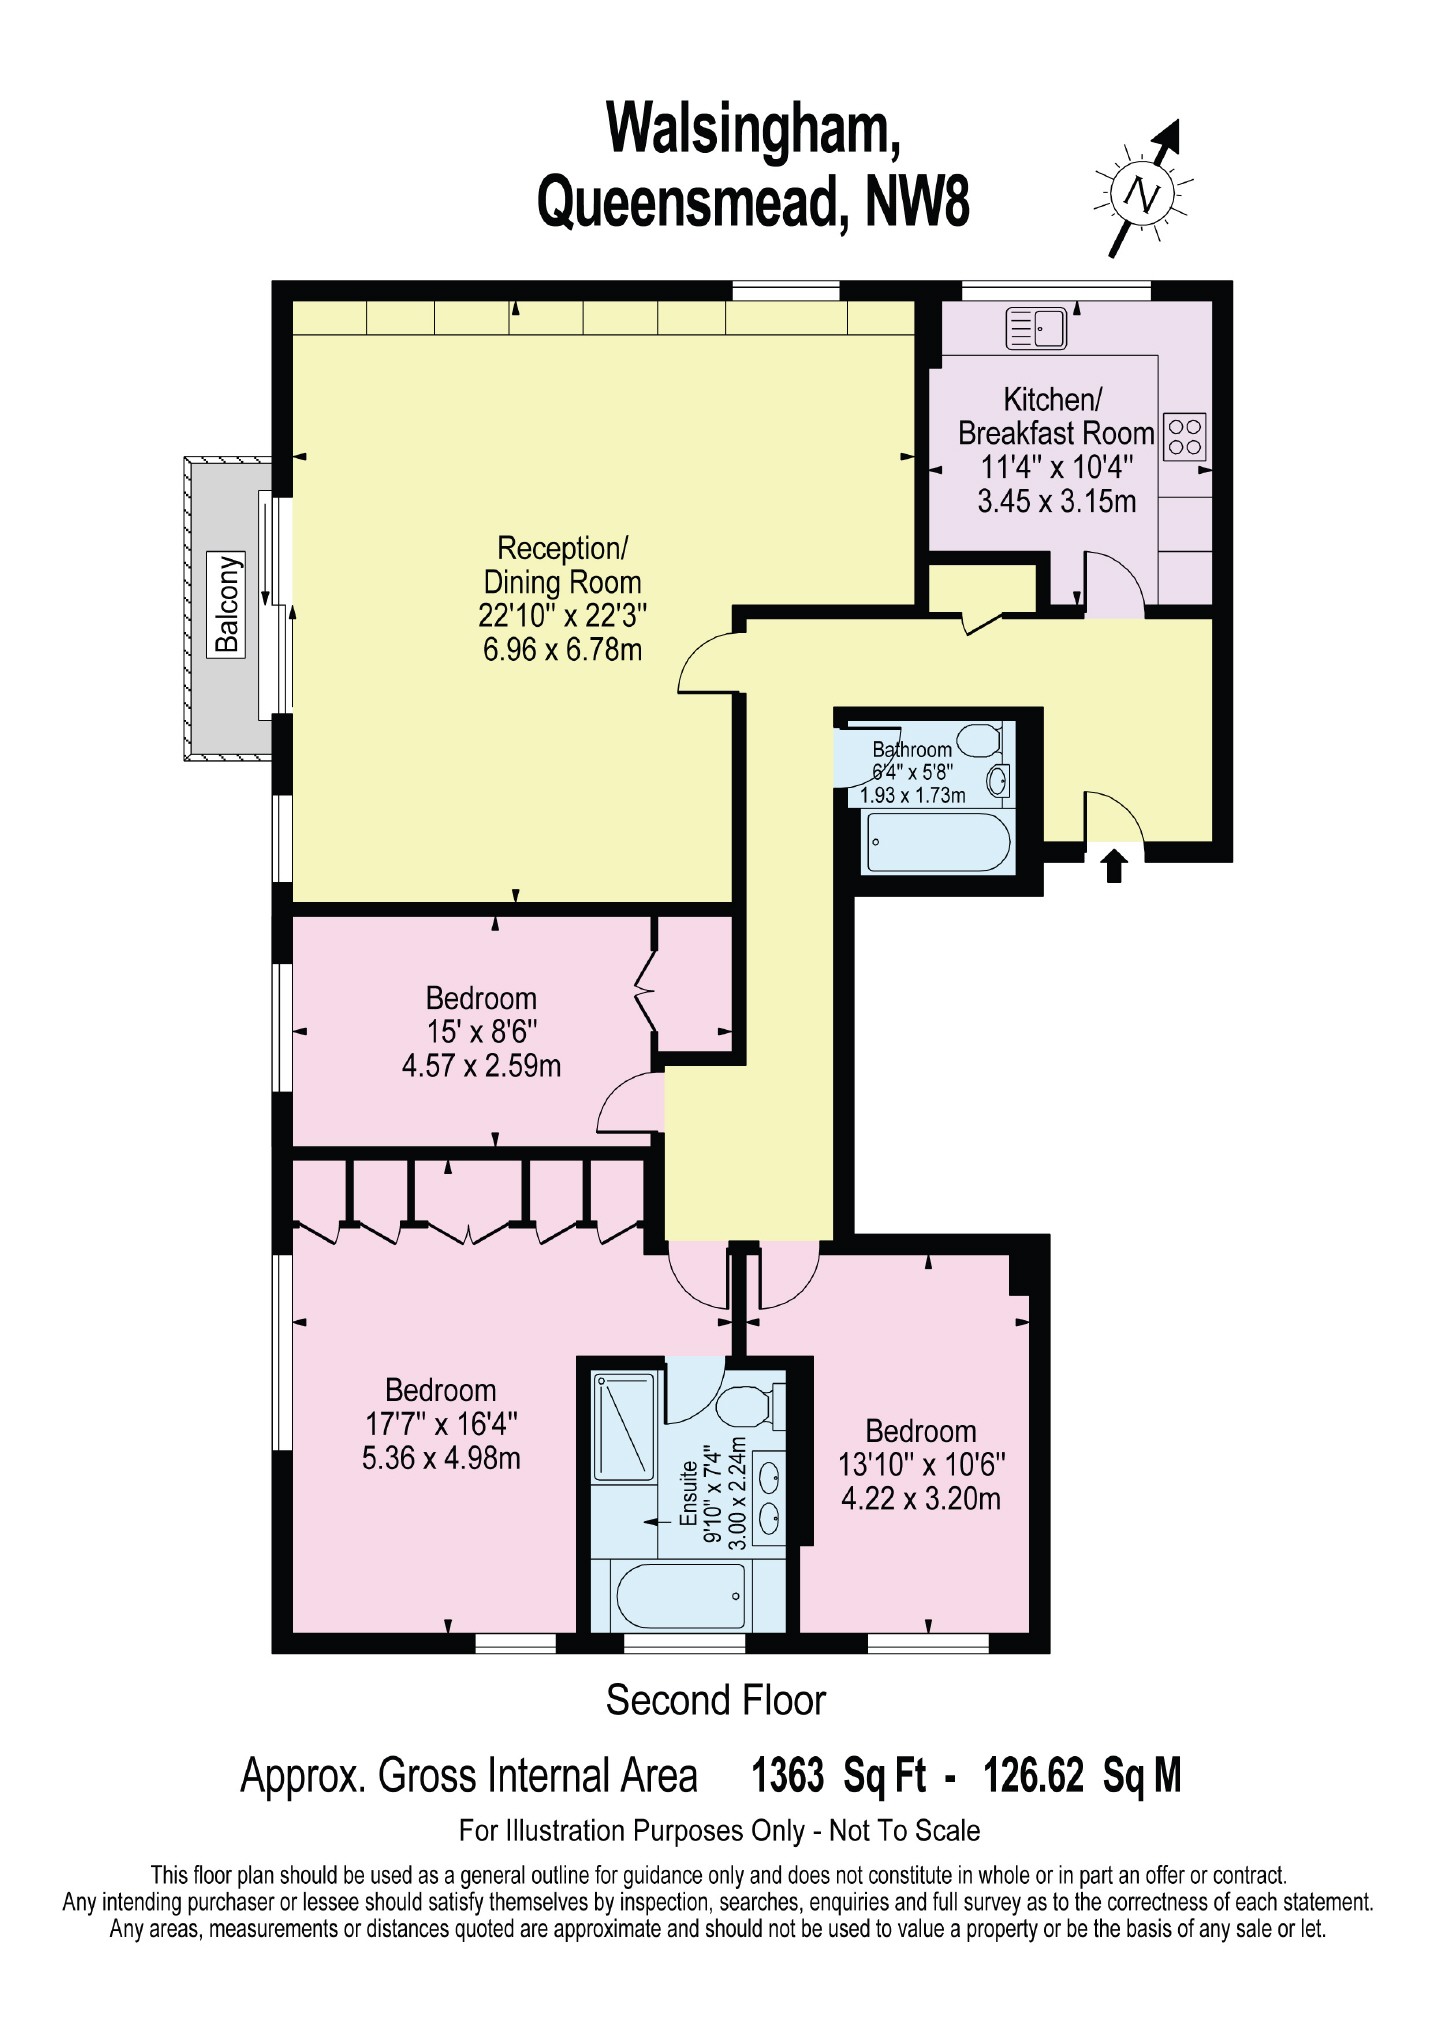 Walsingham,
Queensmead, NW8
N
Kitchen/
Breakfast Room
11'4" x 10'4"
3.45 x 3.15m
Reception/
Dining Room
22'10" x 22'3"
6.96 x 6.78m
Balcony
Bathroom
6'4" x 5'8"
1.93 x 1.73m
Bedroom
15' x 8'6"
4.57 x 2.59m
Bedroom
17'7" x 16'4"
5.36 x 4.98m
Ensuite
9'10" x 7'4"
3.00 x 2.24m
Bedroom
13'10" x 10'6"
4.22 x 3.20m
Second Floor
Approx. Gross Internal Area 1363 Sq Ft - 126.62 Sq M
For Illustration Purposes Only - Not To Scale
This floor plan should be used as a general outline for guidance only and does not constitute in whole or in part an offer or contract.
Any intending purchaser or lessee should satisfy themselves by inspection, searches, enquiries and full survey as to the correctness of each statement.
Any areas, measurements or distances quoted are approximate and should not be used to value a property or be the basis of any sale or let.